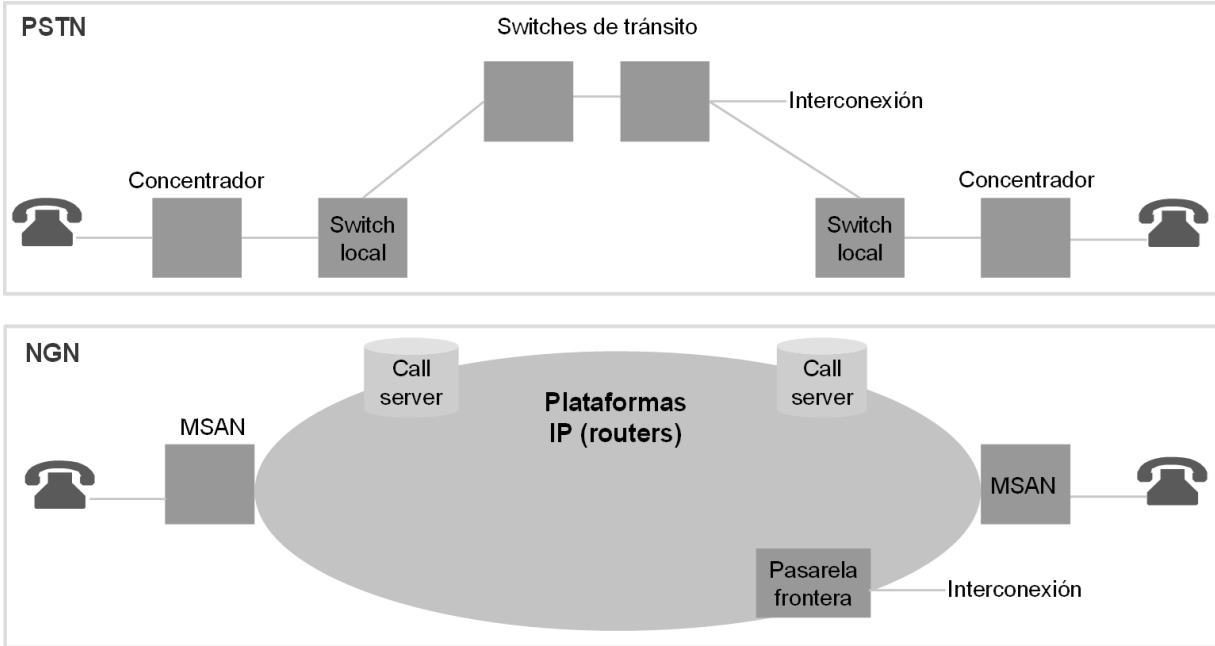 PSTN
Switches de tránsito
Interconexión
Concentrador
Concentrador
Switch
local
Switch
local
NGN
Call
server
Call
server
Plataformas
IP (routers)
MSAN
MSAN
Pasarela
frontera
Interconexión